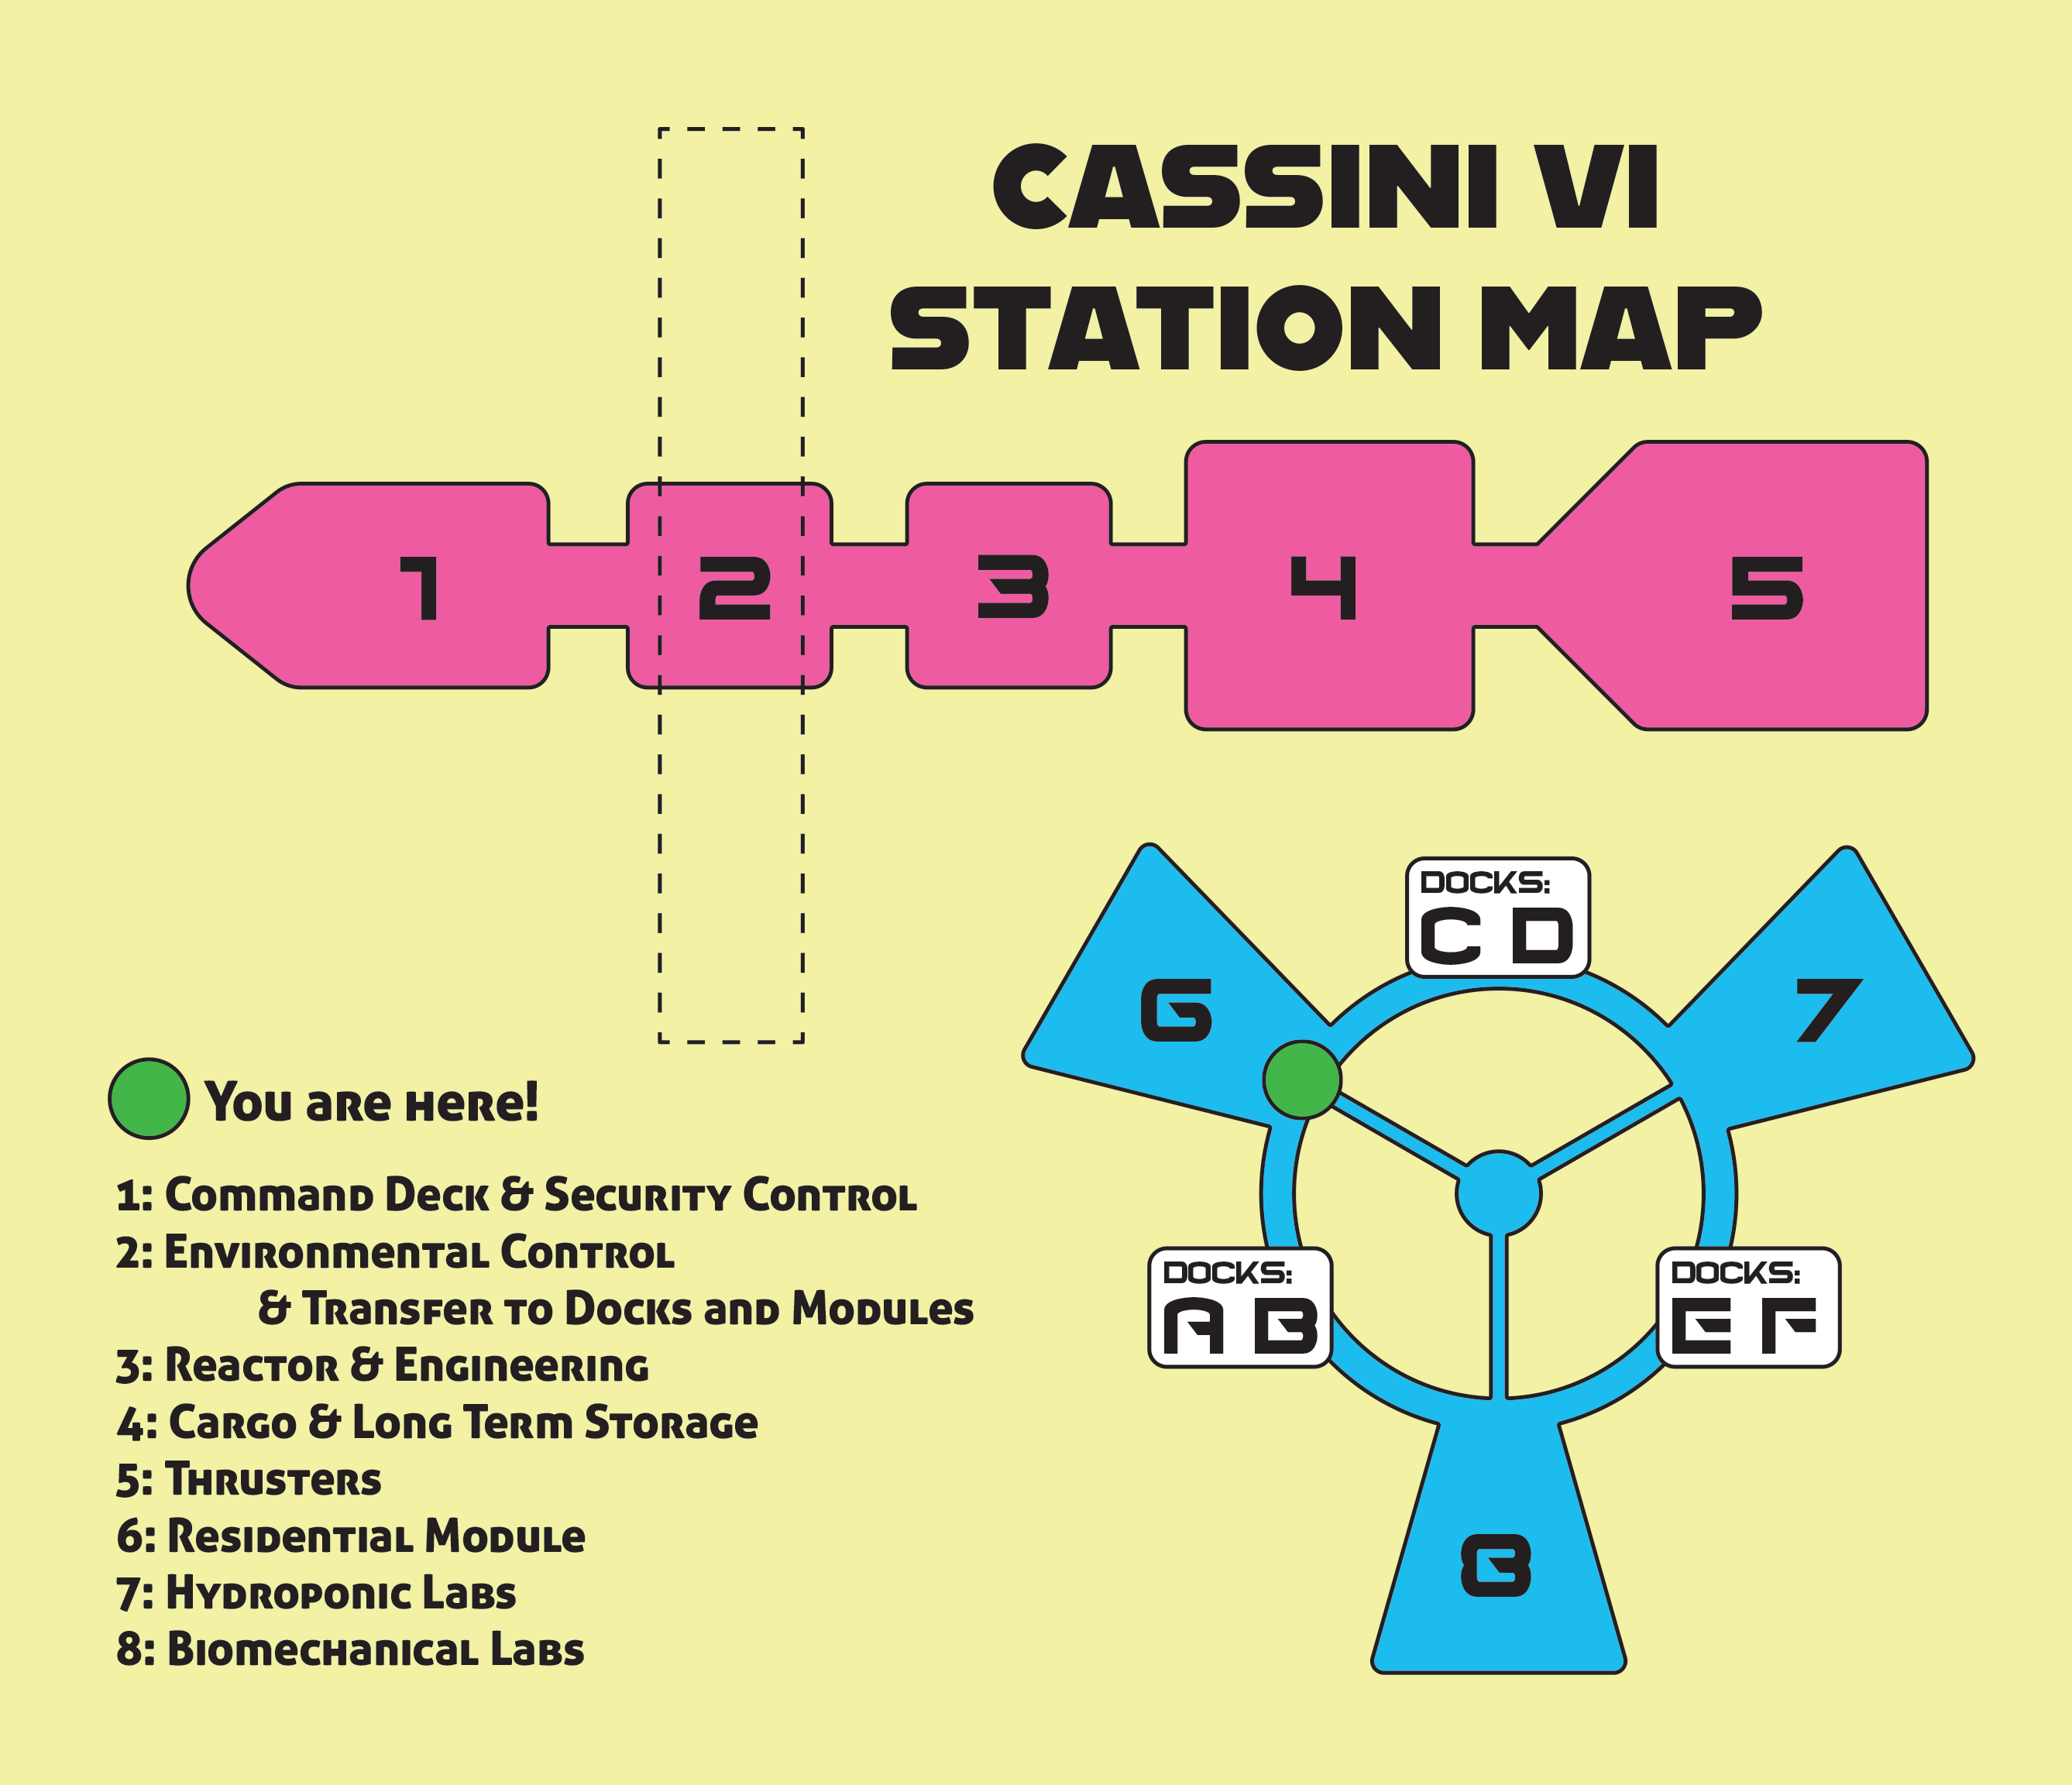 CASSINI VI
STATION MAP
1
2
3
4
5
6
7
8
DOCKS:
C D
DOCKS:
A B
DOCKS:
E F
You are here!
1: Command Deck & Security Control
2: Environmental Control
& Transfer to Docks and Modules
3: Reactor & Engineering
4: Cargo & Long Term Storage
5: Thrusters
6: Residential Module
7: Hydroponic Labs
8: Biomechanical Labs